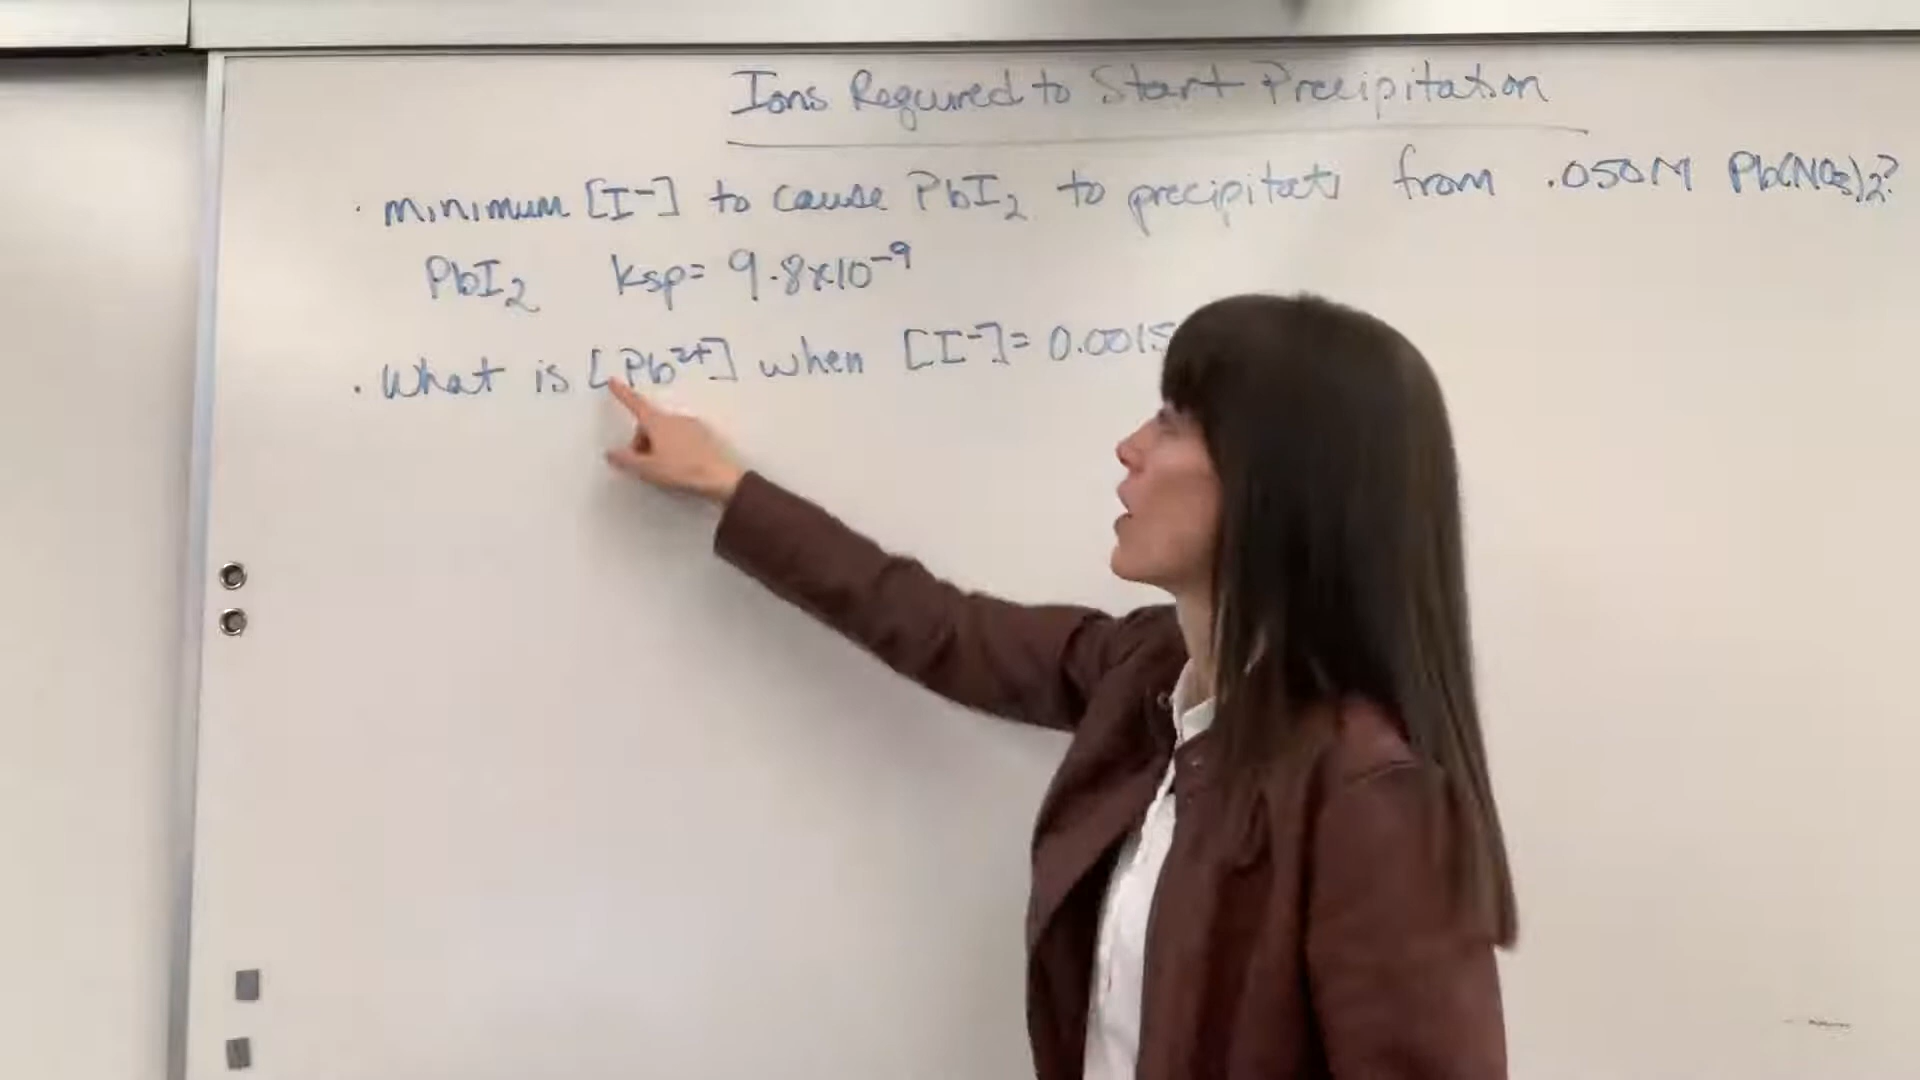 Ions Required to Start Precipitation
· minimum [I⁻] to cause PbI₂ to precipitate from .050M Pb(NO₃)₂?
PbI₂ ksp= 9.8x10⁻⁹
· What is [Pb²⁺] when [I⁻]= 0.0015